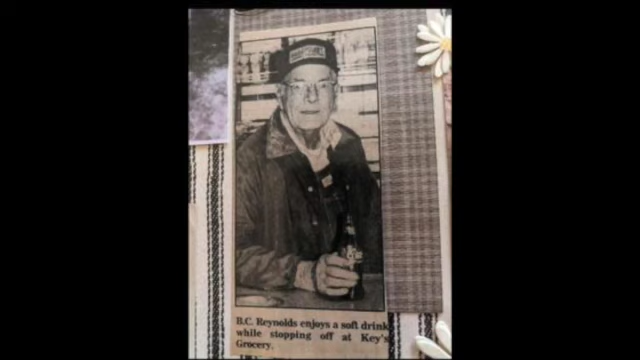 B.C. Reynolds enjoys a soft drink
while stopping off at Key's
Grocery.